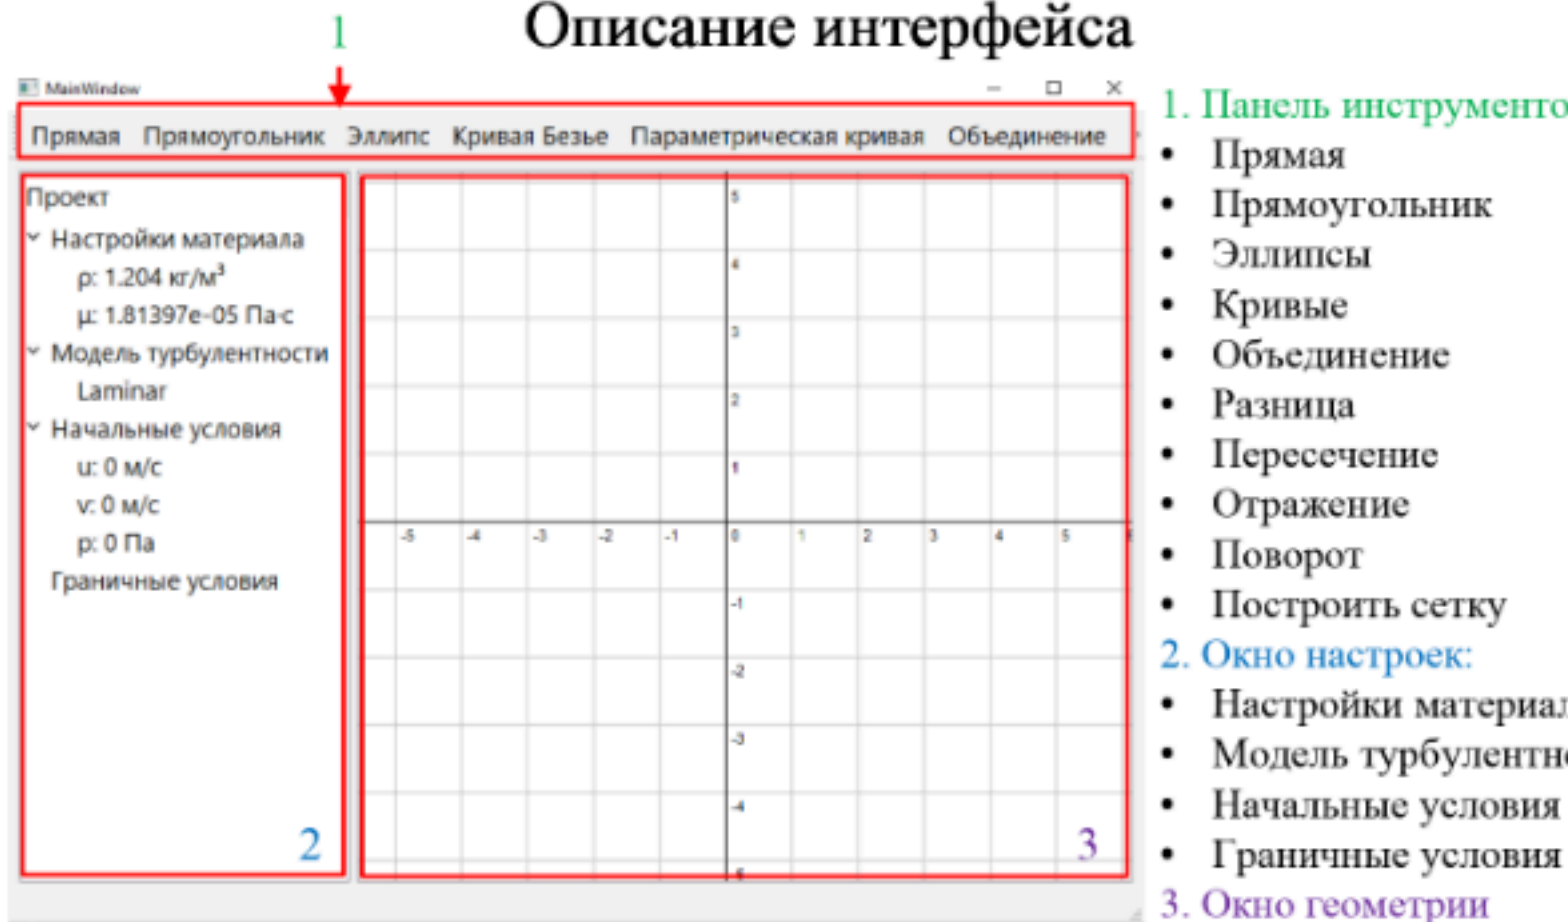 Описание интерфейса
1
MainWindow
Прямая Прямоугольник Эллипс Кривая Безье Параметрическая кривая Объединение
Проект
Настройки материала
ρ: 1.204 кг/м³
μ: 1.81397e-05 Па·с
Модель турбулентности
Laminar
Начальные условия
u: 0 м/с
v: 0 м/с
p: 0 Па
Граничные условия
2
5
4
3
2
1
-5 -4 -3 -2 -1 0 1 2 3 4 5
-1
-2
-3
-4
3
1. Панель инструменто
• Прямая
• Прямоугольник
• Эллипсы
• Кривые
• Объединение
• Разница
• Пересечение
• Отражение
• Поворот
• Построить сетку
2. Окно настроек:
• Настройки материал
• Модель турбулентн
• Начальные условия
• Граничные условия
3. Окно геометрии